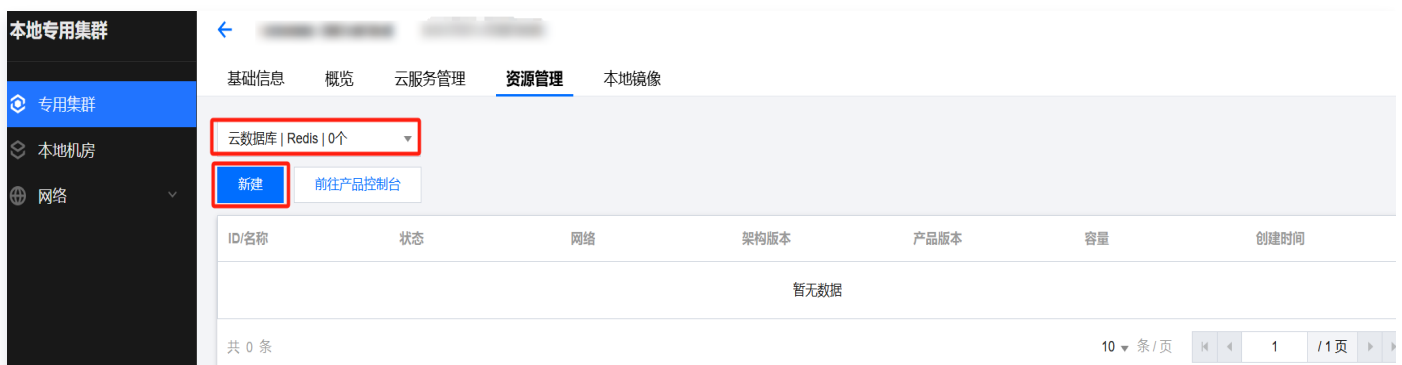 本地专用集群
专用集群
本地机房
网络
基础信息 概览 云服务管理 资源管理 本地镜像
云数据库 | Redis | 0个
新建 前往产品控制台
ID/名称 状态 网络 架构版本 产品版本 容量 创建时间
暂无数据
共 0 条 10 条 / 页 1 / 1 页